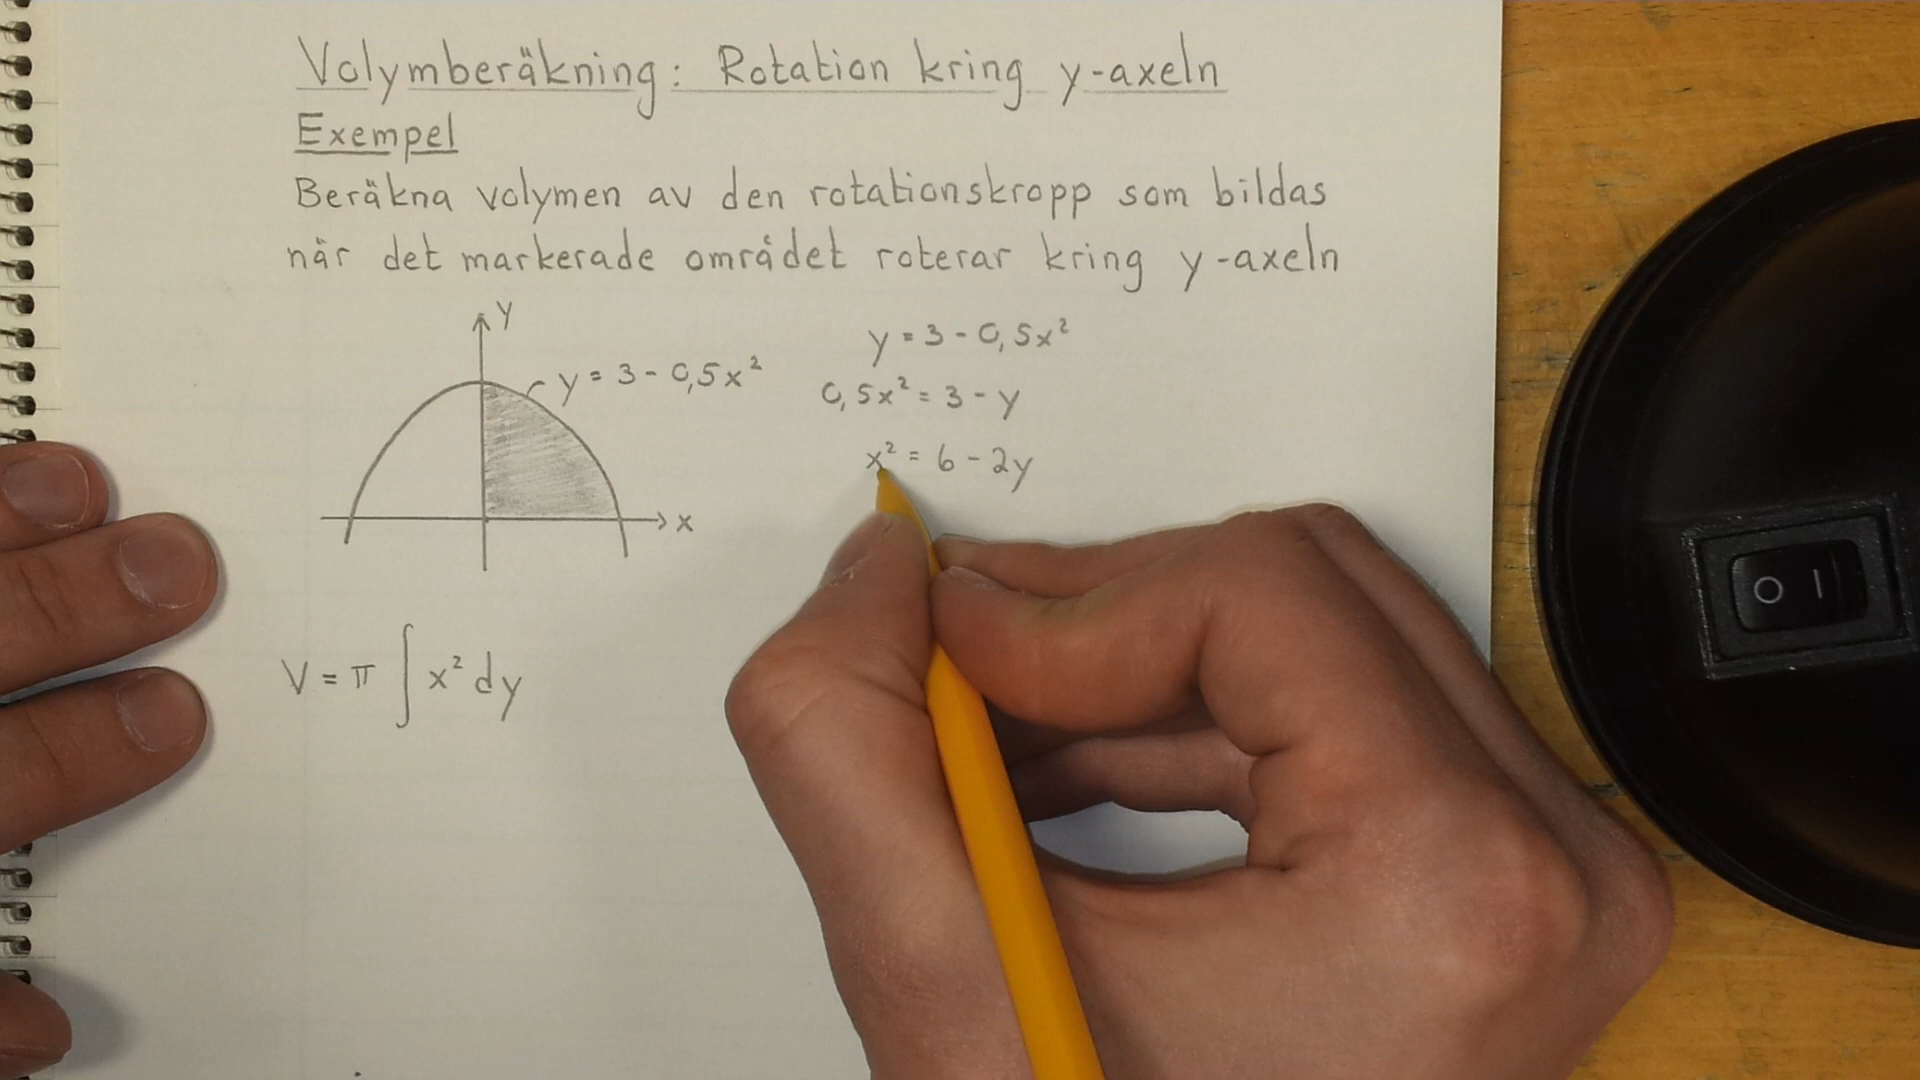 Volymberäkning: Rotation kring y-axeln
Exempel
Beräkna volymen av den rotationskropp som bildas
när det markerade området roterar kring y-axeln
y
y = 3 - 0,5x²
x
y = 3 - 0,5x²
0,5x² = 3 - y
x² = 6 - 2y
V = π ∫ x² dy
O I